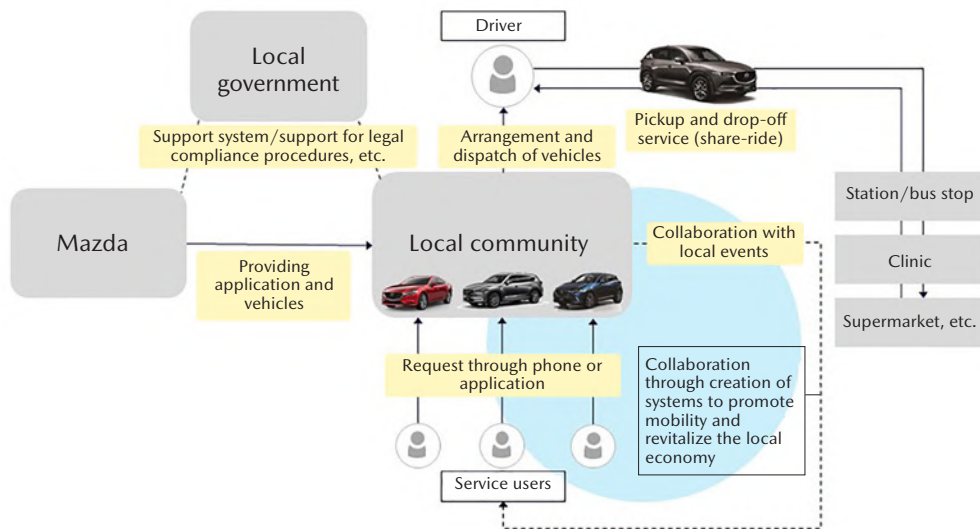 Driver
Local
government
Support system/support for legal
compliance procedures, etc.
Arrangement and
dispatch of vehicles
Pickup and drop-off
service (share-ride)
Station/bus stop
Mazda
Local community
Collaboration with
local events
Clinic
Providing
application and
vehicles
Supermarket, etc.
Request through phone or
application
Collaboration
through creation of
systems to promote
mobility and
revitalize the local
economy
Service users